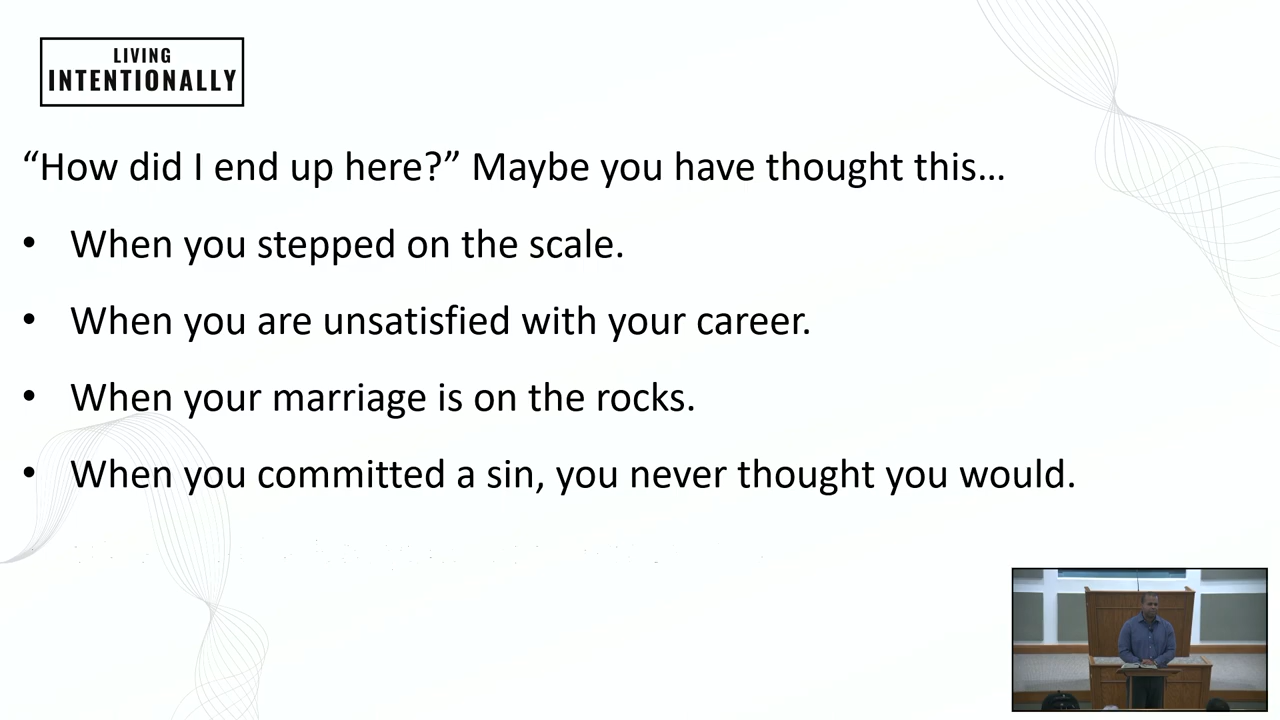 LIVING
INTENTIONALLY
“How did I end up here?” Maybe you have thought this…
• When you stepped on the scale.
• When you are unsatisfied with your career.
• When your marriage is on the rocks.
• When you committed a sin, you never thought you would.